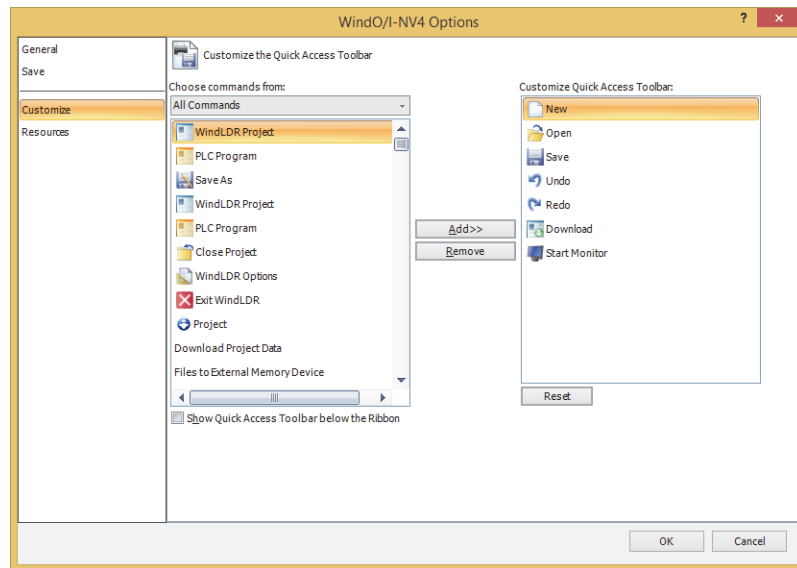 WindO/I-NV4 Options
General
Save
Customize
Resources
Customize the Quick Access Toolbar
Choose commands from:
All Commands
WindLDR Project
PLC Program
Save As
WindLDR Project
PLC Program
Close Project
WindLDR Options
Exit WindLDR
Project
Download Project Data
Files to External Memory Device
Show Quick Access Toolbar below the Ribbon
Add>>
Remove
Customize Quick Access Toolbar:
New
Open
Save
Undo
Redo
Download
Start Monitor
Reset
OK
Cancel